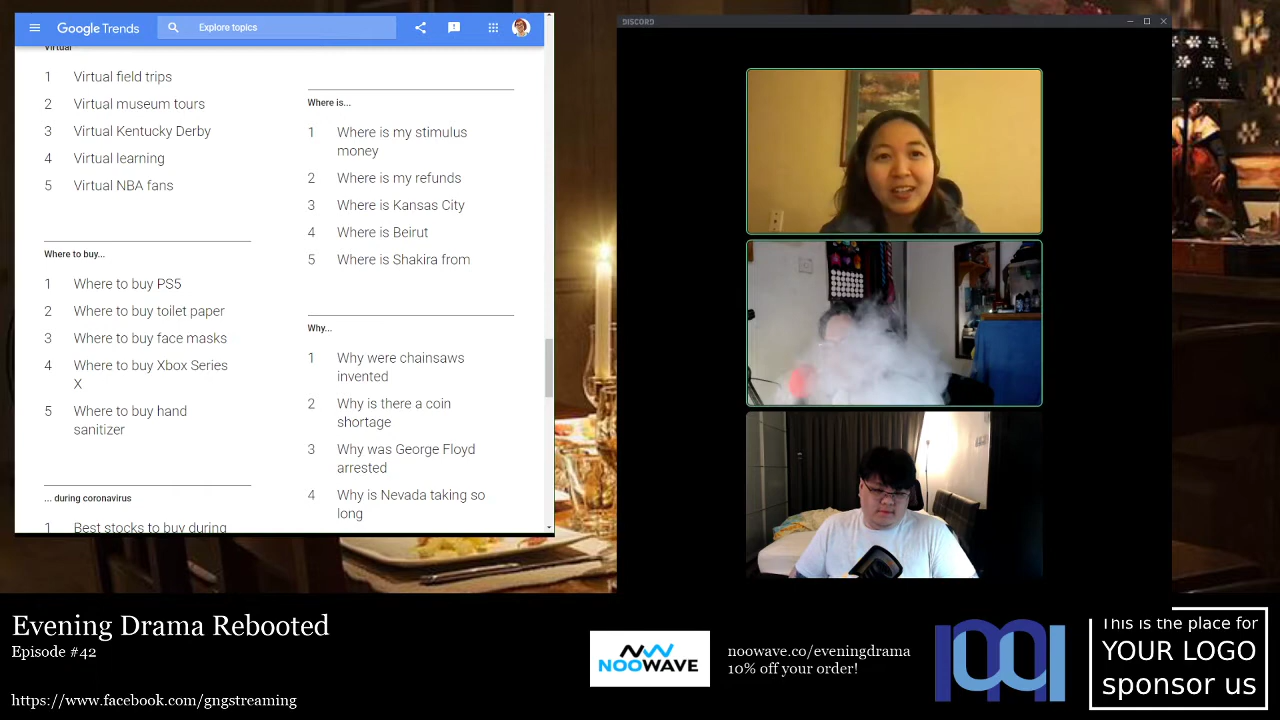 Google Trends
Explore topics
Virtual
1 Virtual field trips
2 Virtual museum tours
3 Virtual Kentucky Derby
4 Virtual learning
5 Virtual NBA fans
Where to buy...
1 Where to buy PS5
2 Where to buy toilet paper
3 Where to buy face masks
4 Where to buy Xbox Series
X
5 Where to buy hand
sanitizer
... during coronavirus
1 Best stocks to buy during
Where is...
1 Where is my stimulus
money
2 Where is my refunds
3 Where is Kansas City
4 Where is Beirut
5 Where is Shakira from
Why...
1 Why were chainsaws
invented
2 Why is there a coin
shortage
3 Why was George Floyd
arrested
4 Why is Nevada taking so
long
DISCORD
Evening Drama Rebooted
Episode #42
https://www.facebook.com/gngstreaming
NOOWAVE
noowave.co/eveningdrama
10% off your order!
This is the place for
YOUR LOGO
sponsor us